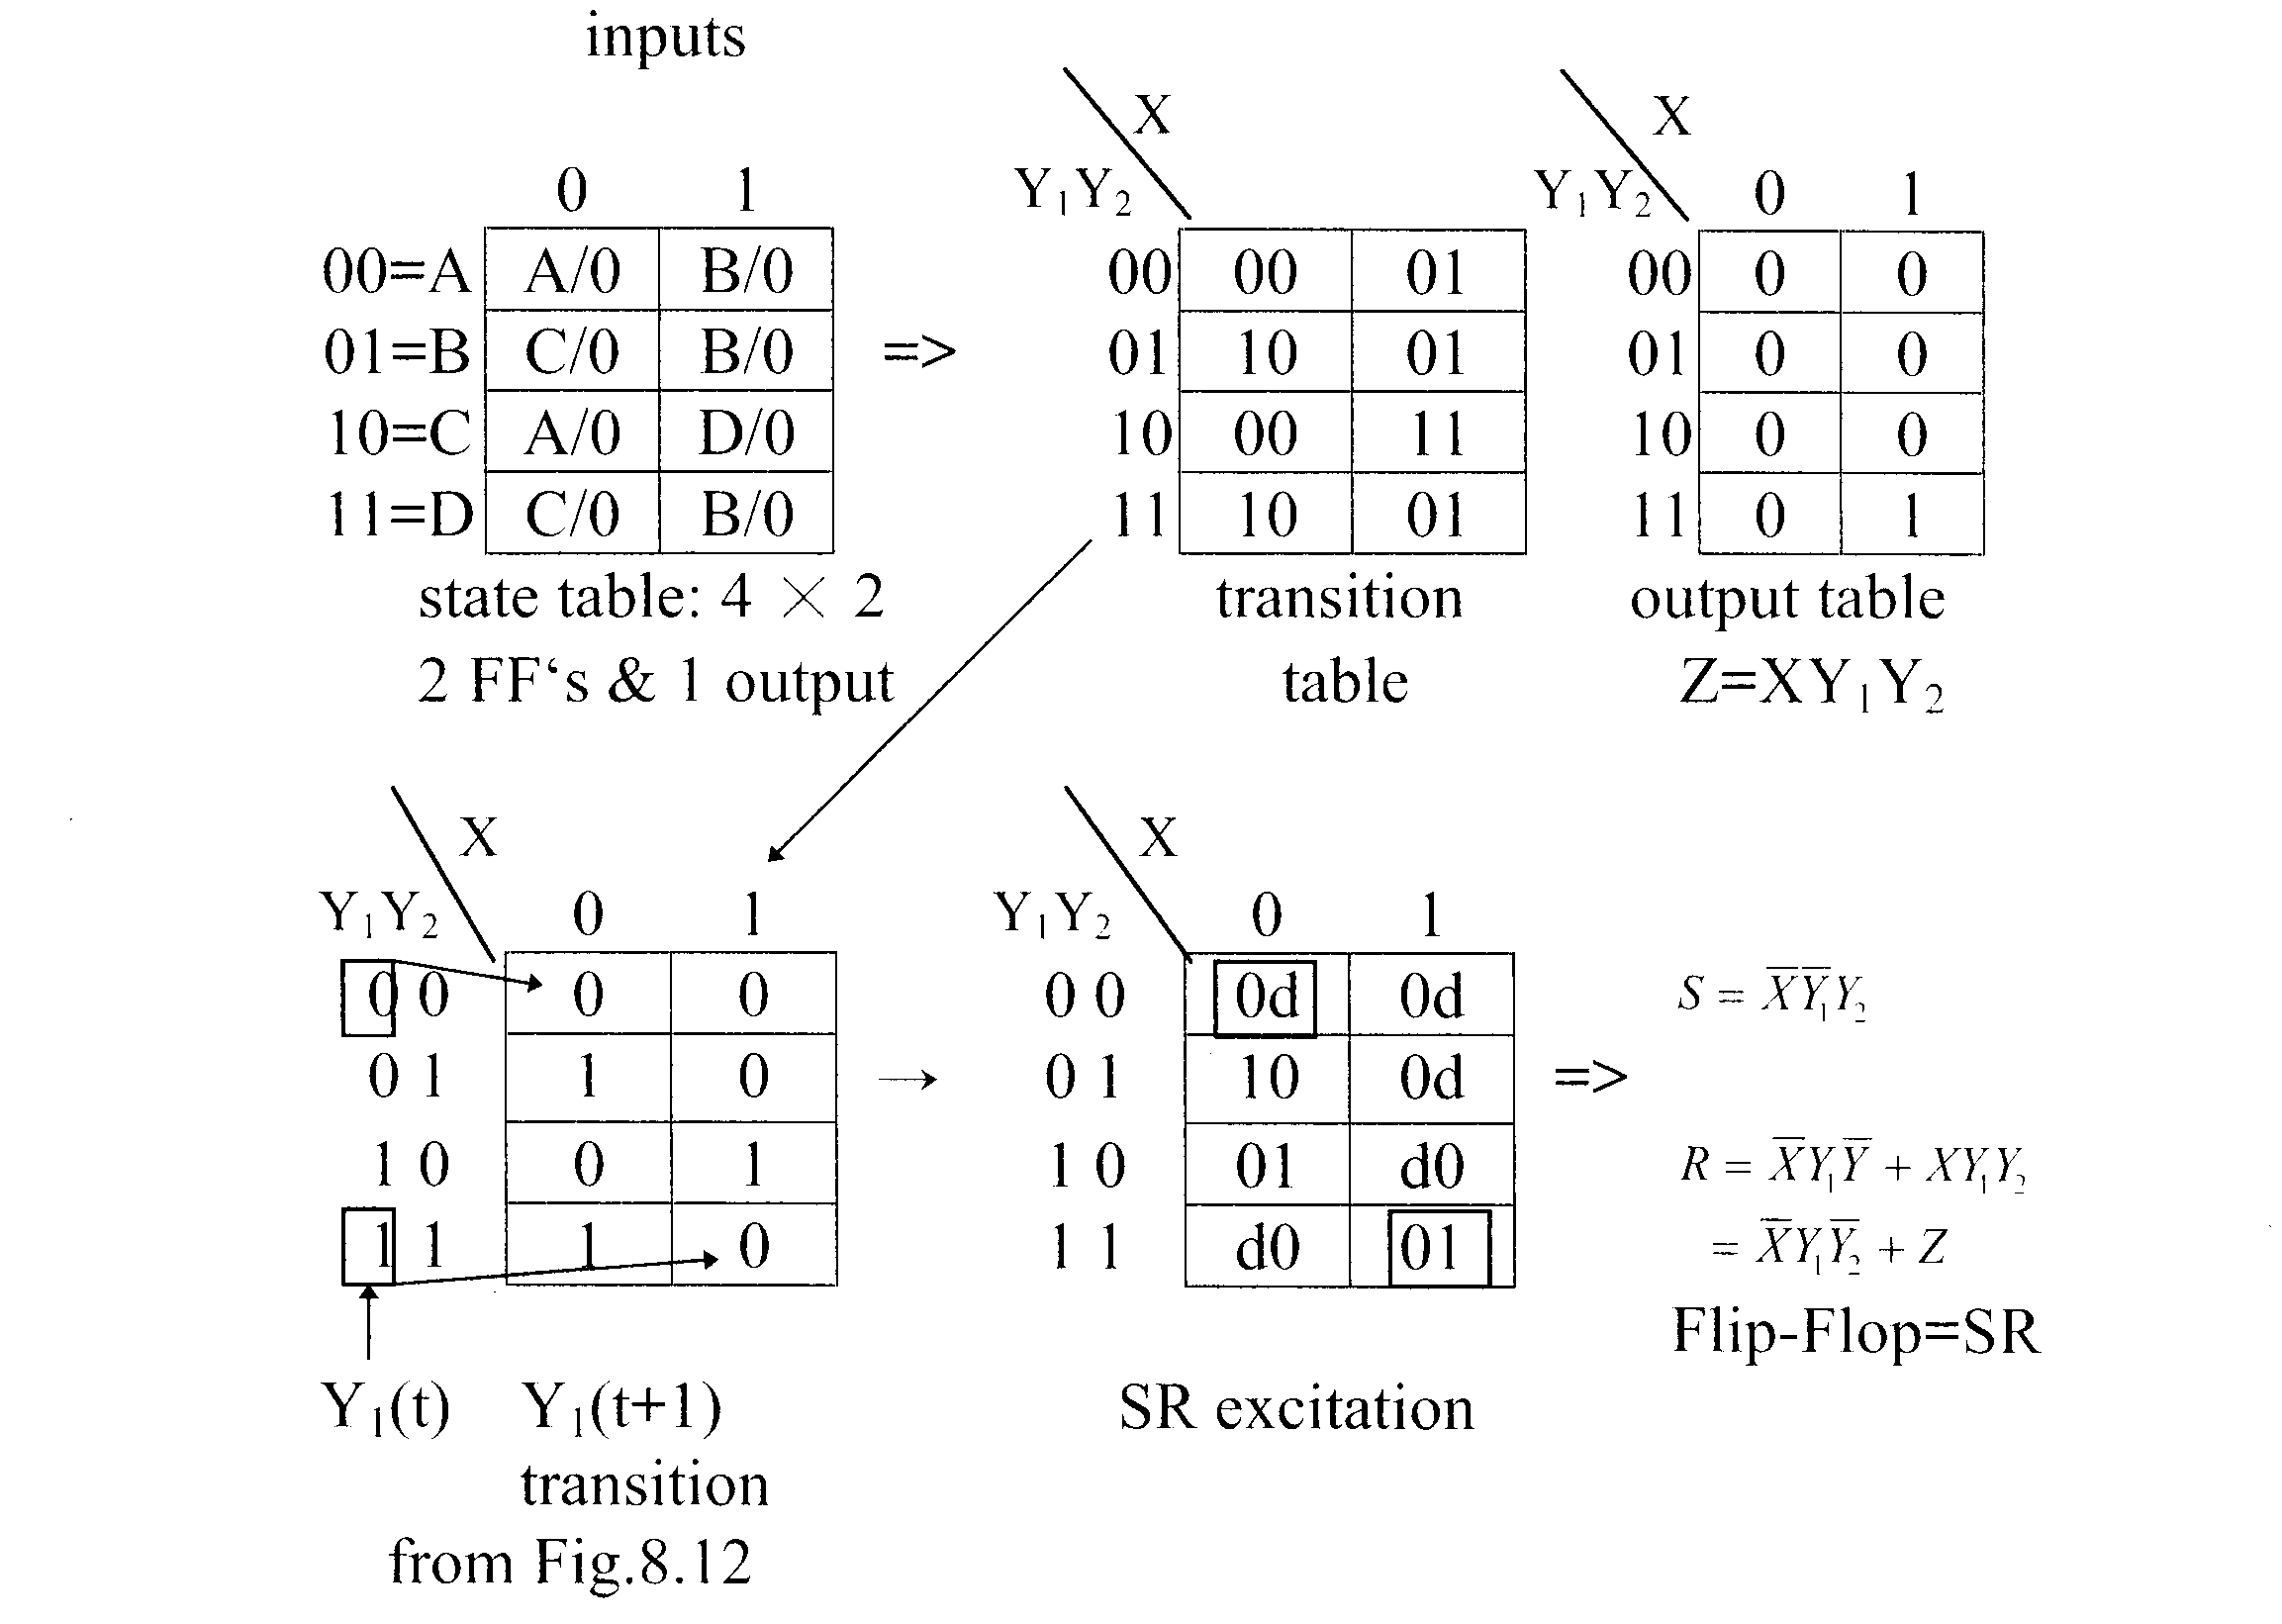 inputs
0 1
00=A A/0 B/0
01=B C/0 B/0
10=C A/0 D/0
11=D C/0 B/0
state table: 4 × 2
2 FF‘s & 1 output
=>
X
Y₁Y₂
00 00 01
01 10 01
10 00 11
11 10 01
transition
table
X
Y₁Y₂ 0 1
00 0 0
01 0 0
10 0 0
11 0 1
output table
Z=XY₁Y₂
X
Y₁Y₂ 0 1
0 0 0 0
0 1 1 0
1 0 0 1
1 1 1 0
Y₁(t) Y₁(t+1)
transition
from Fig.8.12
→
X
Y₁Y₂ 0 1
0 0 0d 0d
0 1 10 0d
1 0 01 d0
1 1 d0 01
SR excitation
=>
S = X̅Y̅₁Y₂
R = X̅Y₁Y̅ + XY₁Y₂
= X̅Y₁Y̅₂ + Z
Flip-Flop=SR